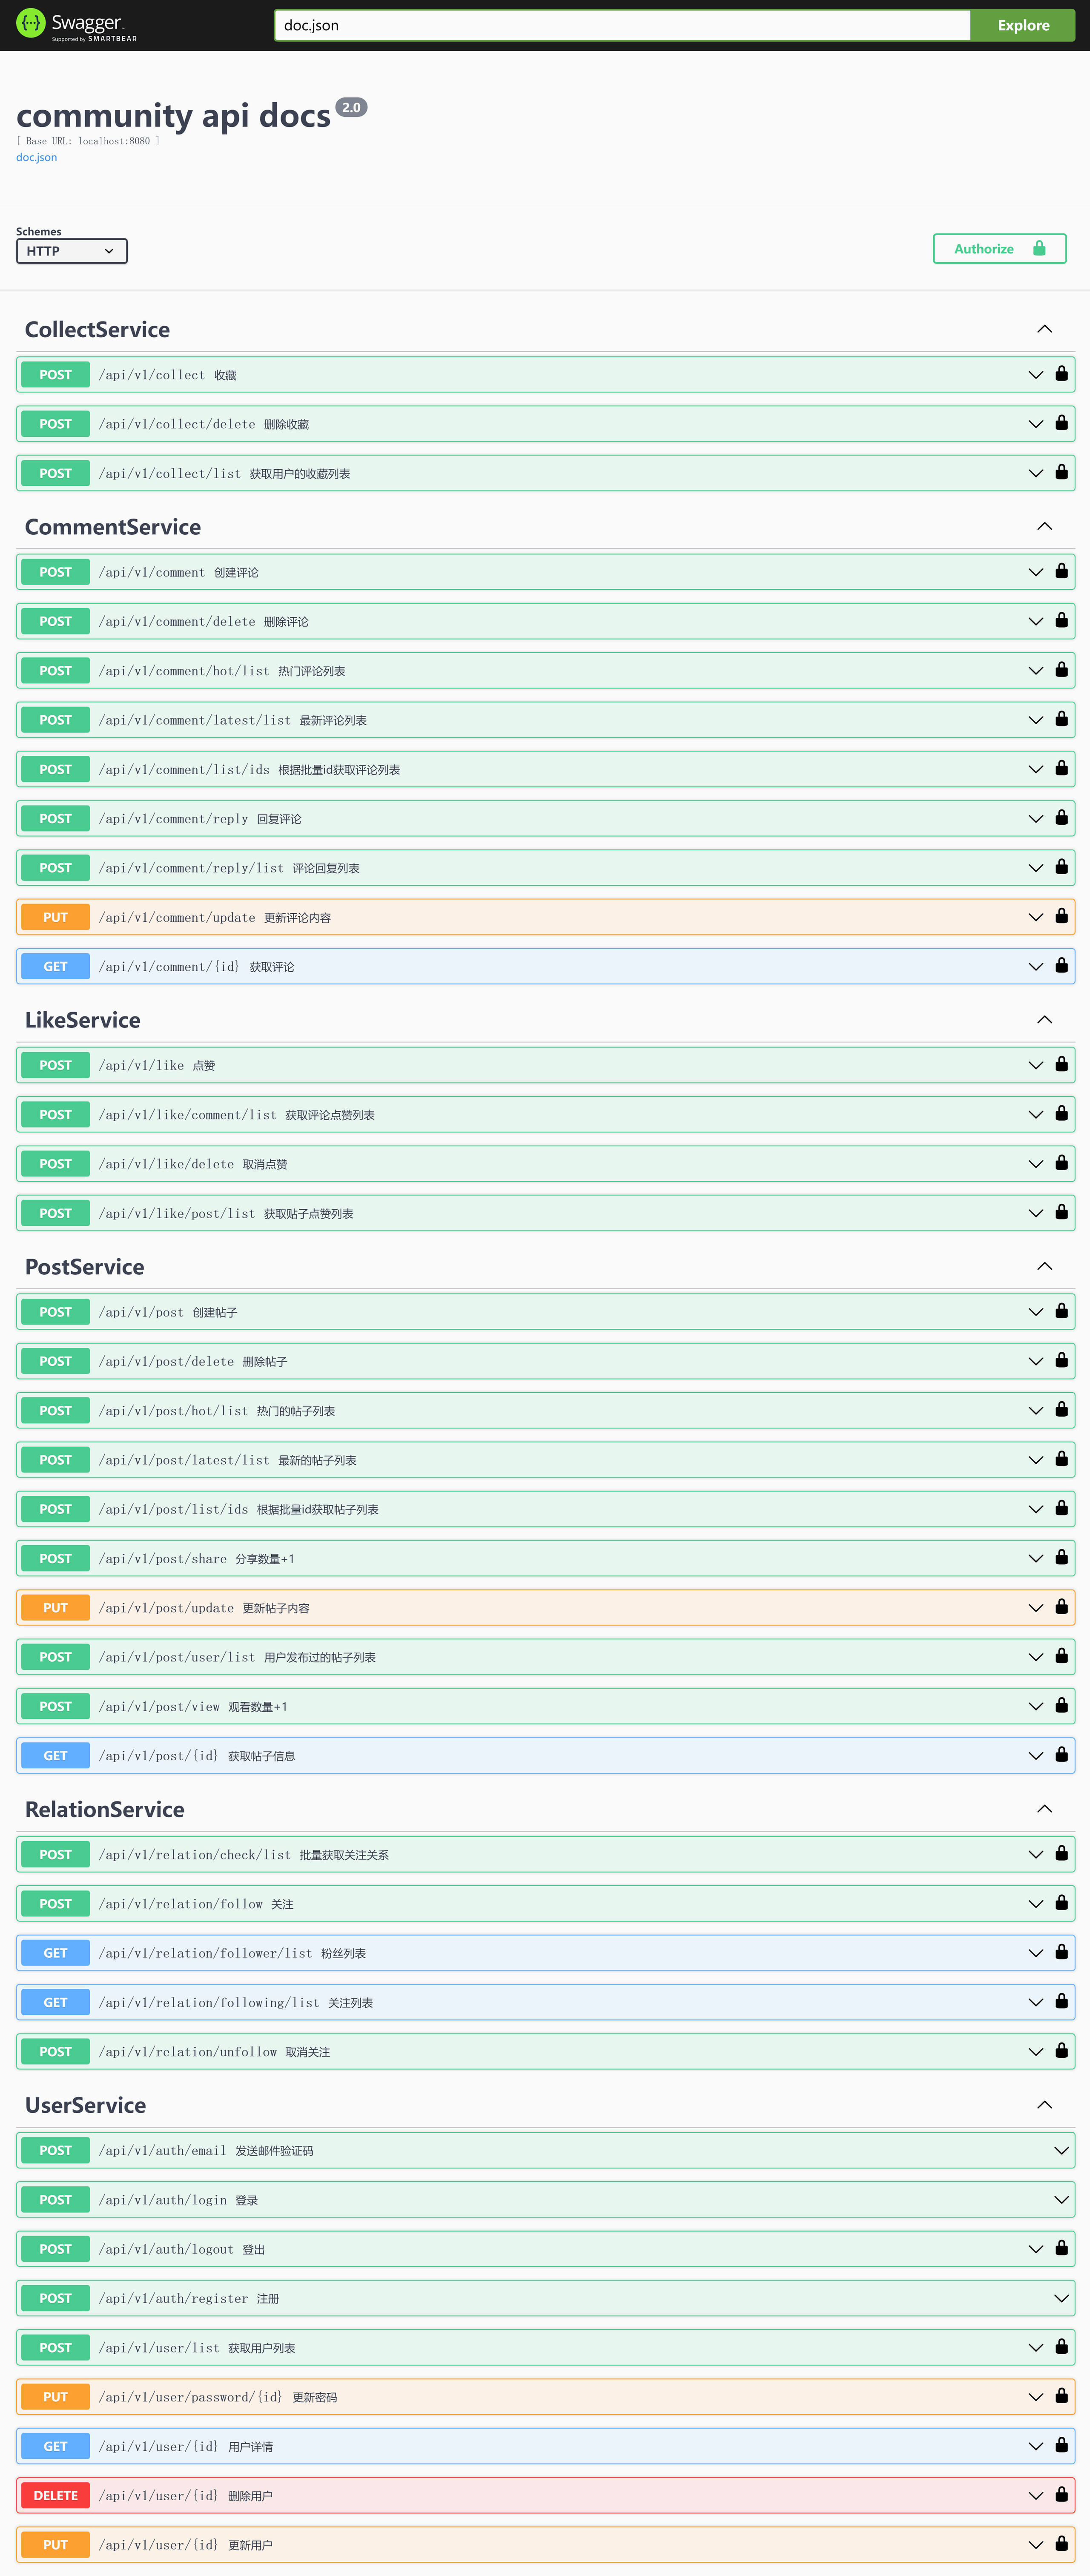 Swagger.
Supported by SMARTBEAR
doc.json
Explore
community api docs 2.0
[ Base URL: localhost:8080 ]
doc.json
Schemes
HTTP
Authorize
CollectService
POST /api/v1/collect 收藏
POST /api/v1/collect/delete 删除收藏
POST /api/v1/collect/list 获取用户的收藏列表
CommentService
POST /api/v1/comment 创建评论
POST /api/v1/comment/delete 删除评论
POST /api/v1/comment/hot/list 热门评论列表
POST /api/v1/comment/latest/list 最新评论列表
POST /api/v1/comment/list/ids 根据批量id获取评论列表
POST /api/v1/comment/reply 回复评论
POST /api/v1/comment/reply/list 评论回复列表
PUT /api/v1/comment/update 更新评论内容
GET /api/v1/comment/{id} 获取评论
LikeService
POST /api/v1/like 点赞
POST /api/v1/like/comment/list 获取评论点赞列表
POST /api/v1/like/delete 取消点赞
POST /api/v1/like/post/list 获取贴子点赞列表
PostService
POST /api/v1/post 创建帖子
POST /api/v1/post/delete 删除帖子
POST /api/v1/post/hot/list 热门的帖子列表
POST /api/v1/post/latest/list 最新的帖子列表
POST /api/v1/post/list/ids 根据批量id获取帖子列表
POST /api/v1/post/share 分享数量+1
PUT /api/v1/post/update 更新帖子内容
POST /api/v1/post/user/list 用户发布过的帖子列表
POST /api/v1/post/view 观看数量+1
GET /api/v1/post/{id} 获取帖子信息
RelationService
POST /api/v1/relation/check/list 批量获取关注关系
POST /api/v1/relation/follow 关注
GET /api/v1/relation/follower/list 粉丝列表
GET /api/v1/relation/following/list 关注列表
POST /api/v1/relation/unfollow 取消关注
UserService
POST /api/v1/auth/email 发送邮件验证码
POST /api/v1/auth/login 登录
POST /api/v1/auth/logout 登出
POST /api/v1/auth/register 注册
POST /api/v1/user/list 获取用户列表
PUT /api/v1/user/password/{id} 更新密码
GET /api/v1/user/{id} 用户详情
DELETE /api/v1/user/{id} 删除用户
PUT /api/v1/user/{id} 更新用户